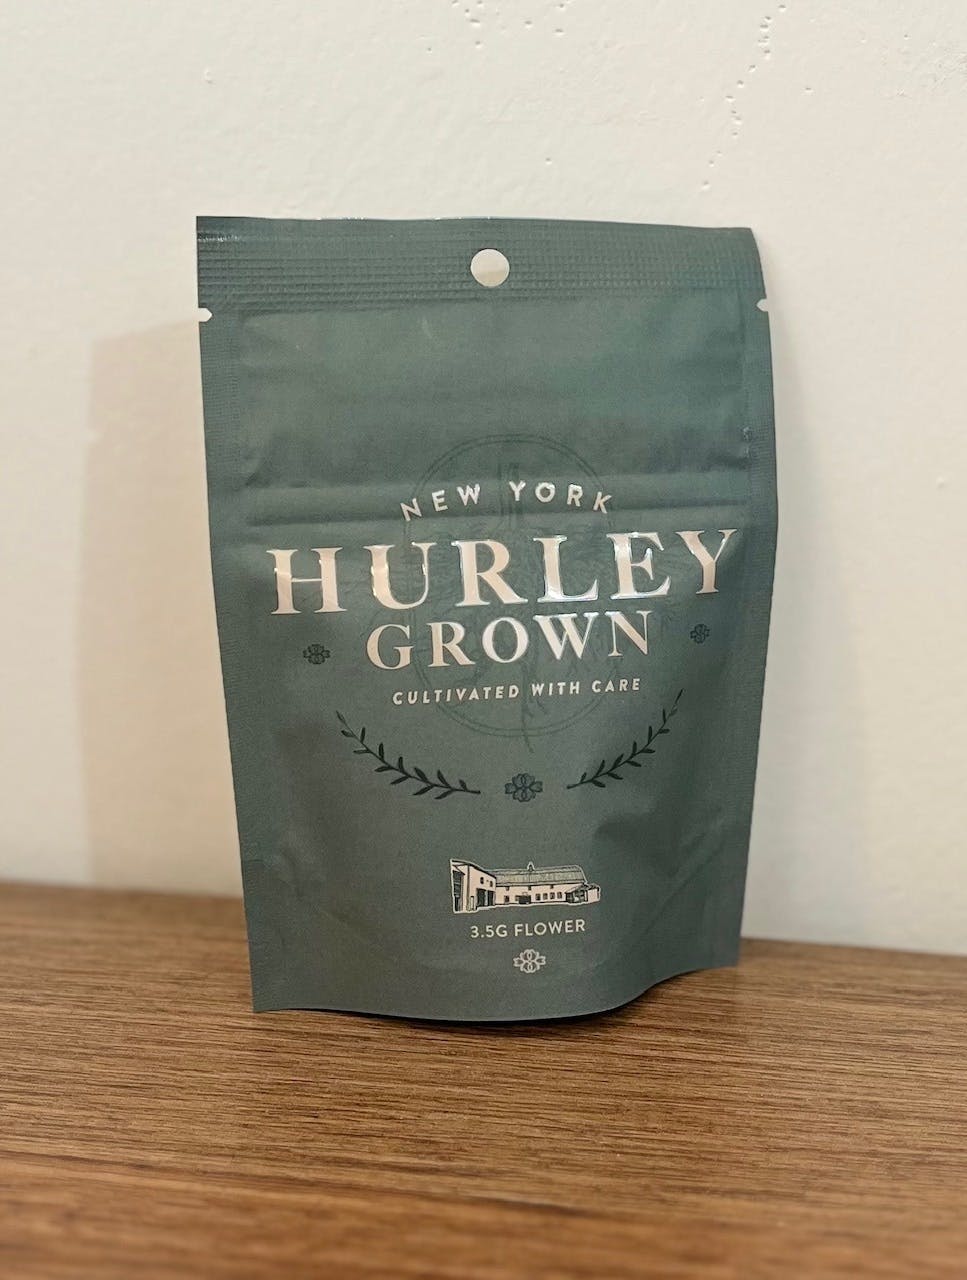 NEW YORK
HURLEY
GROWN
CULTIVATED WITH CARE
3.5G FLOWER